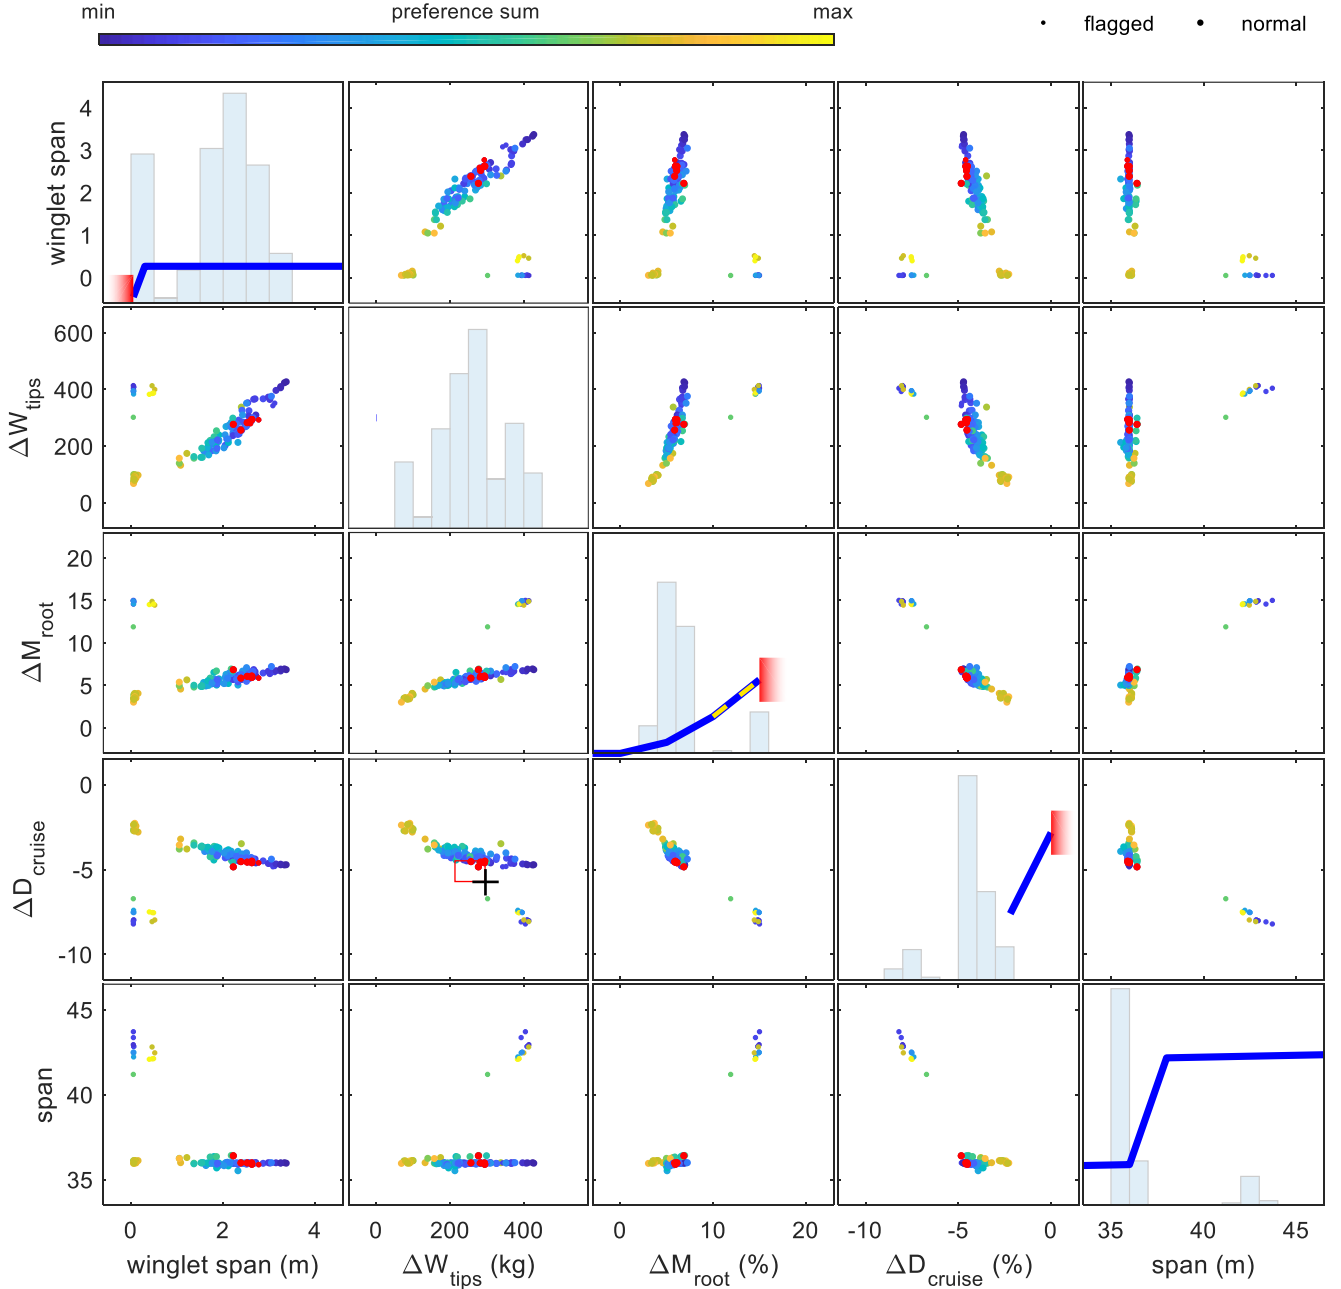 min preference sum max
flagged normal
winglet span
4
3
2
1
0
ΔW_tips
600
400
200
0
ΔM_root
20
15
10
5
0
ΔD_cruise
0
-5
-10
span
45
40
35
0 2 4
0 200 400
0 10 20
-10 -5 0
35 40 45
winglet span (m)
ΔW_tips (kg)
ΔM_root (%)
ΔD_cruise (%)
span (m)